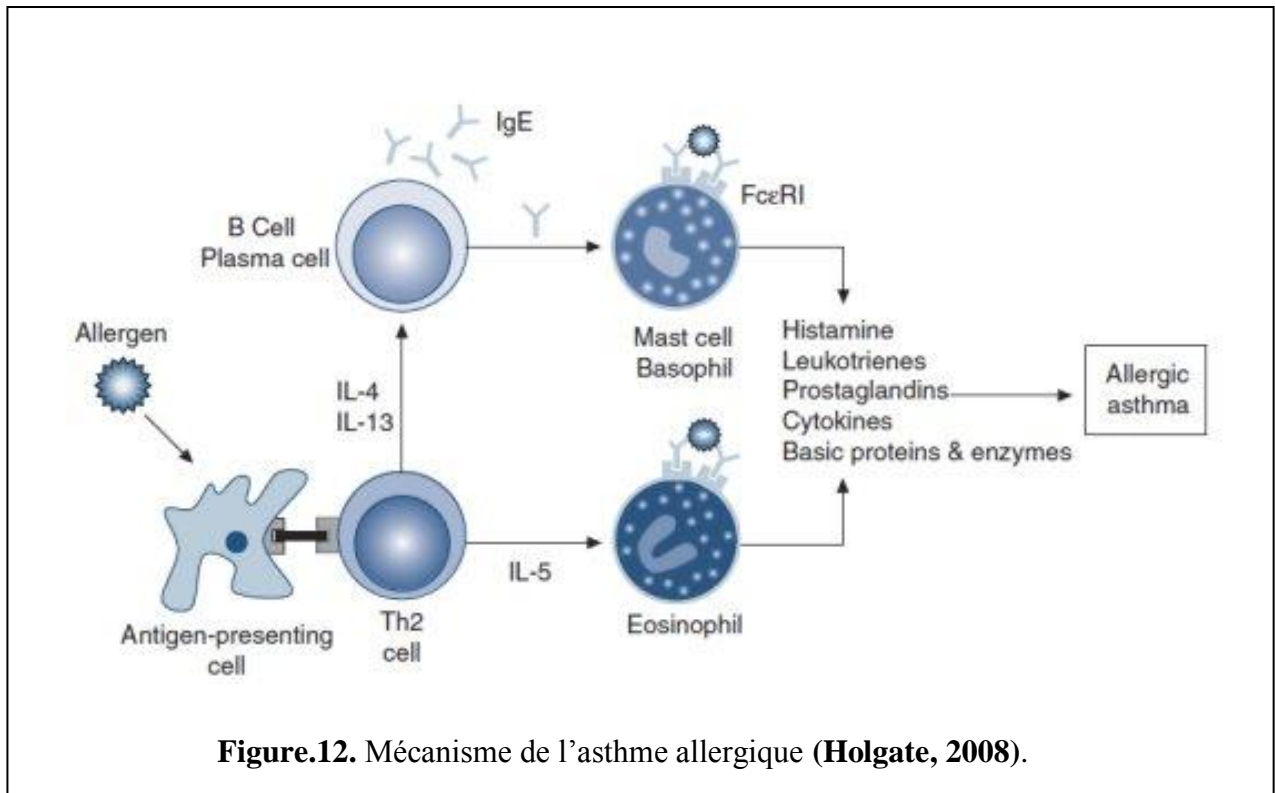 IgE
FcεRI
B Cell
Plasma cell
Allergen
Mast cell
Basophil
Histamine
Leukotrienes
Prostaglandins
Cytokines
Basic proteins & enzymes
Allergic
asthma
IL-4
IL-13
IL-5
Antigen-presenting
cell
Th2
cell
Eosinophil
Figure.12. Mécanisme de l’asthme allergique (Holgate, 2008).